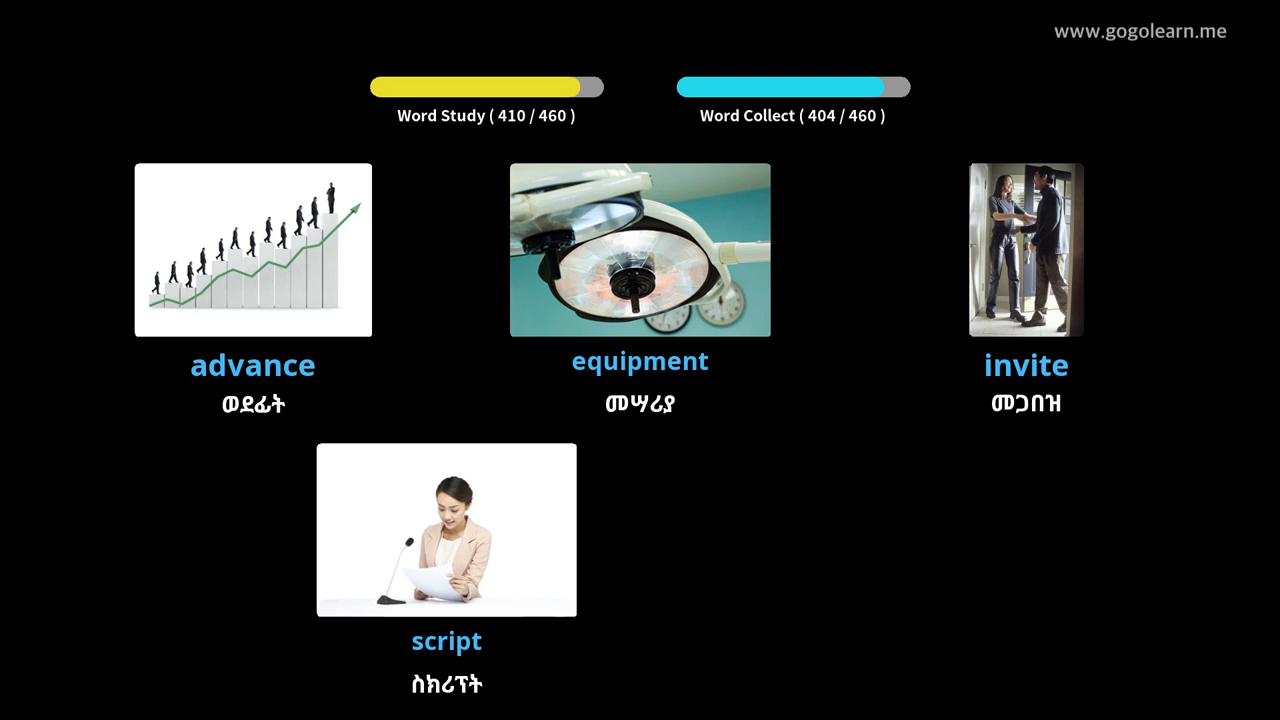 www.gogolearn.me
Word Study ( 410 / 460 )
Word Collect ( 404 / 460 )
advance
ወደፊት
equipment
መሣሪያ
invite
መጋበዝ
script
ስክሪፕት